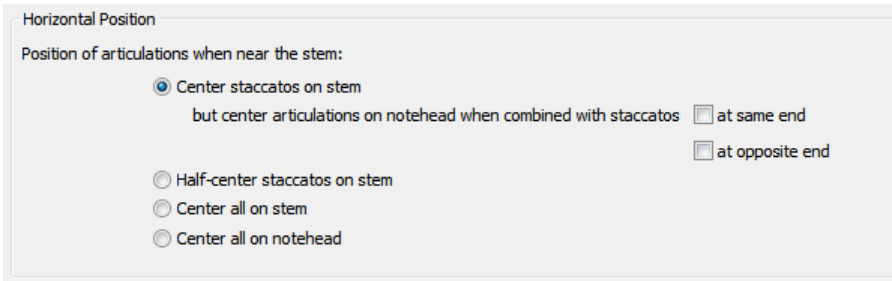 Horizontal Position
Position of articulations when near the stem:
Center staccatos on stem
but center articulations on notehead when combined with staccatos at same end
at opposite end
Half-center staccatos on stem
Center all on stem
Center all on notehead